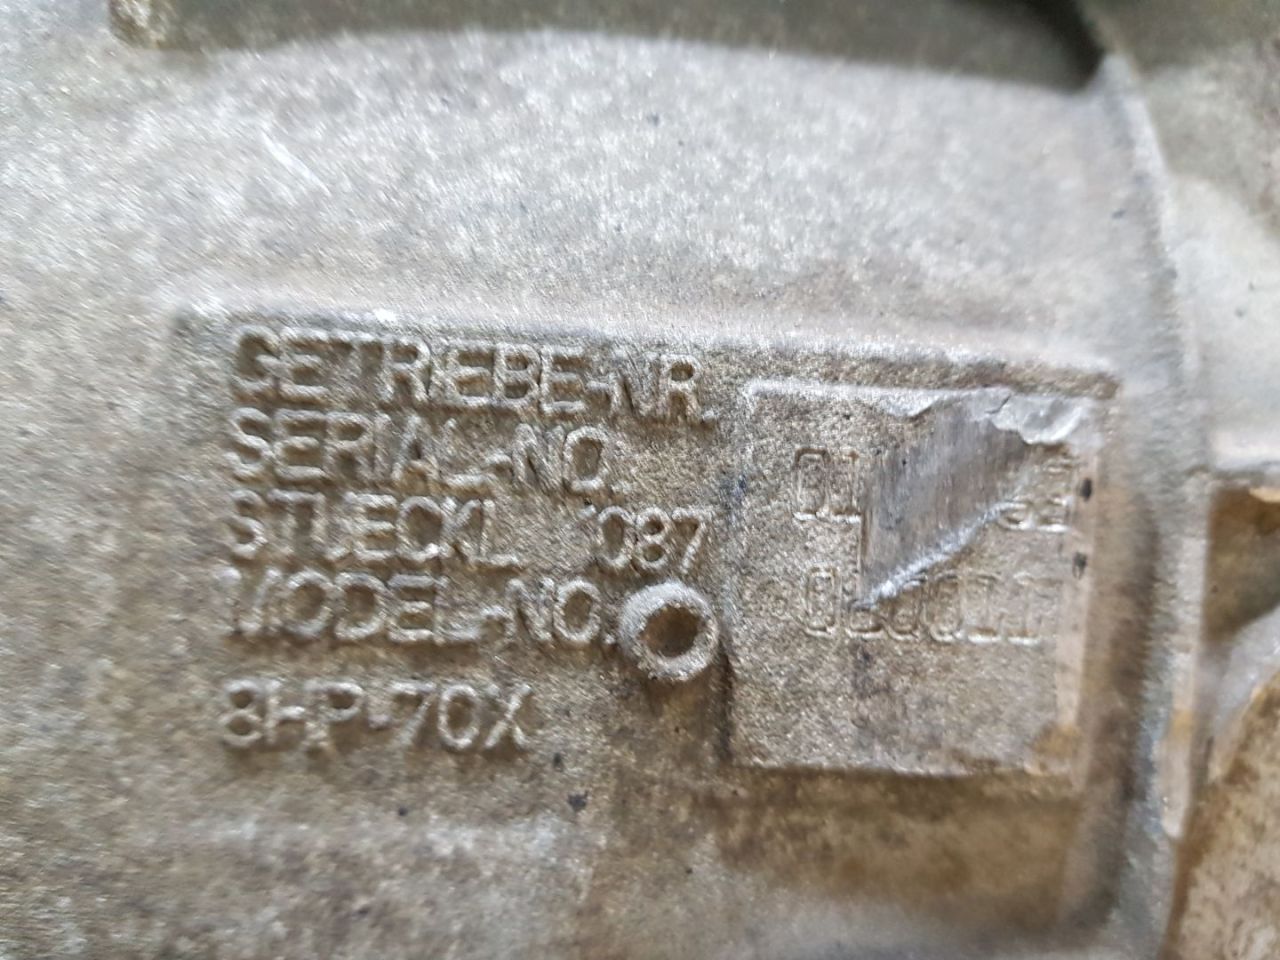 GETRIEBE-NR.
SERIAL-NO.
STUECKL. 1087
MODEL-NO.
8HP-70X